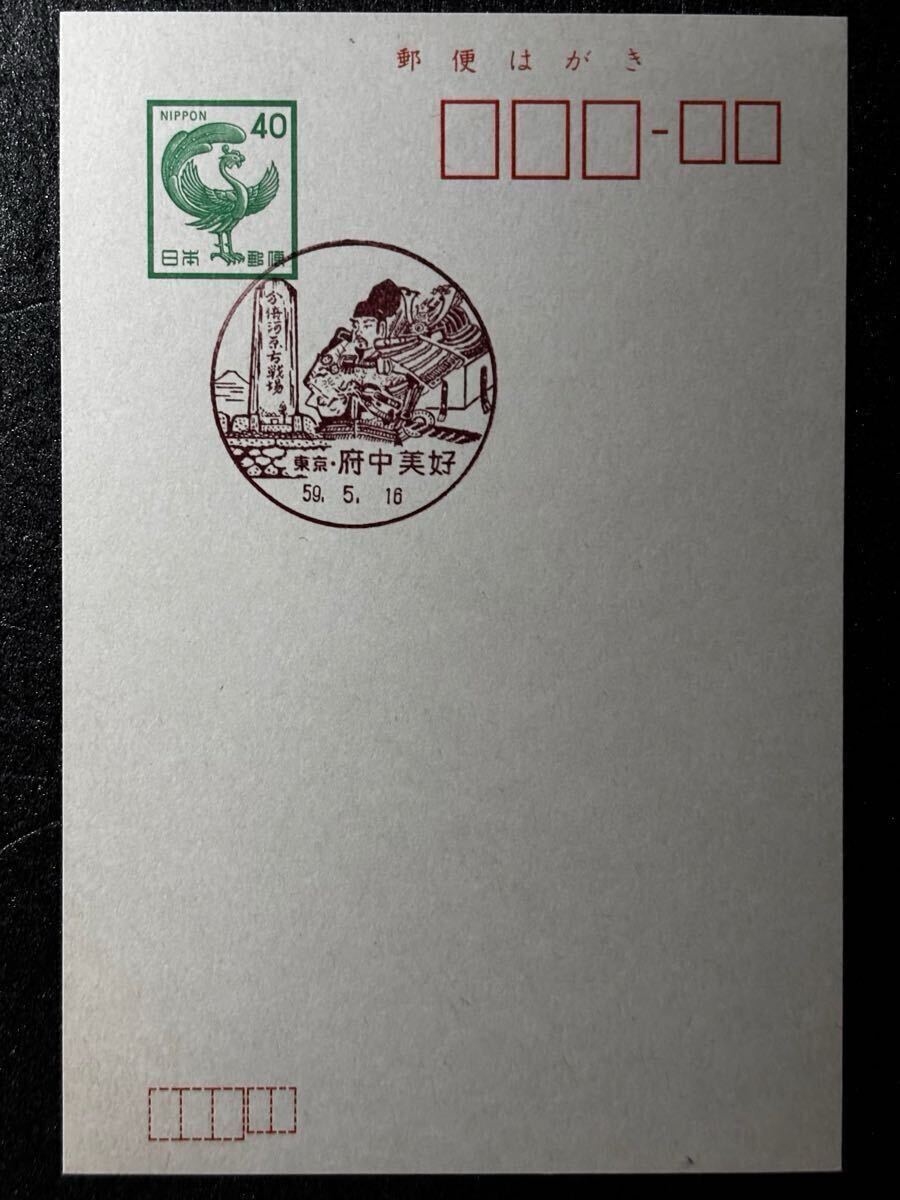 郵便はがき
NIPPON 40
日本郵便
分倍河原古戦場
東京・府中美好
59. 5. 16